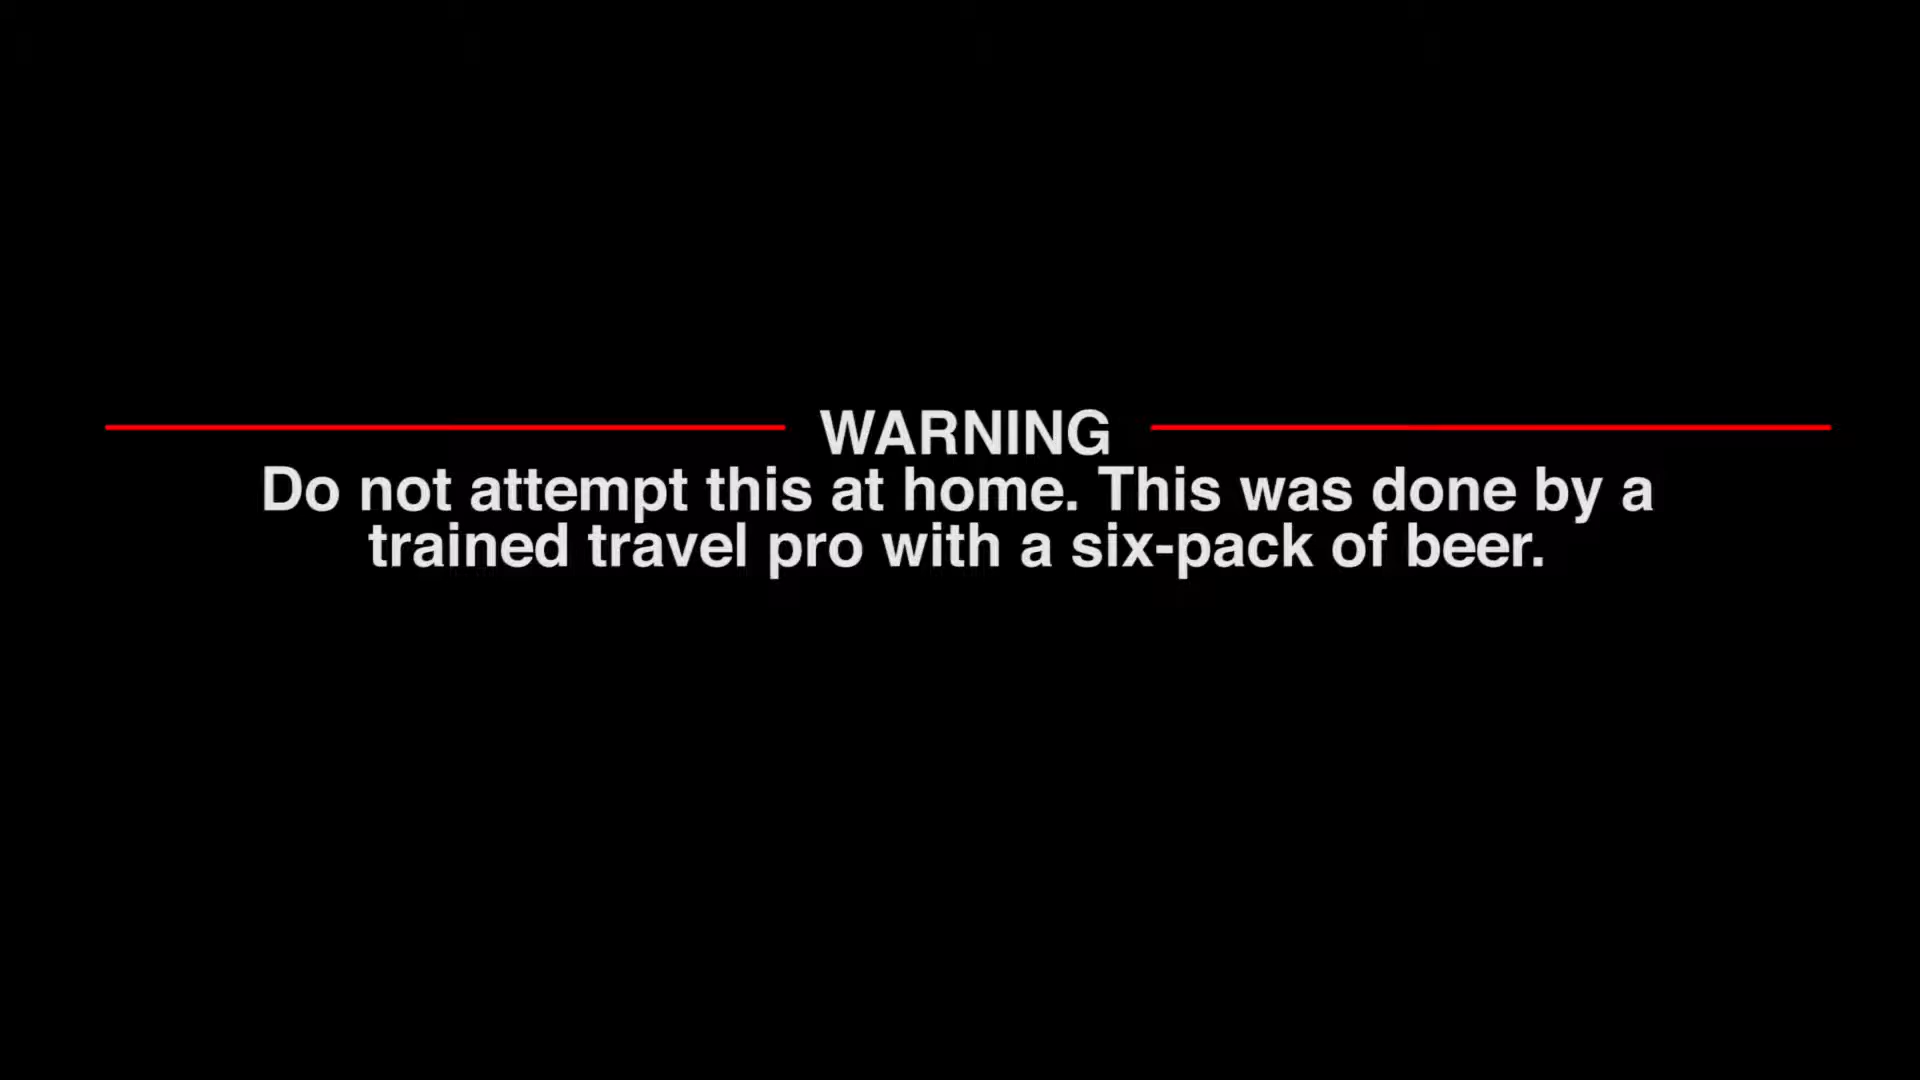 WARNING
Do not attempt this at home. This was done by a
trained travel pro with a six-pack of beer.